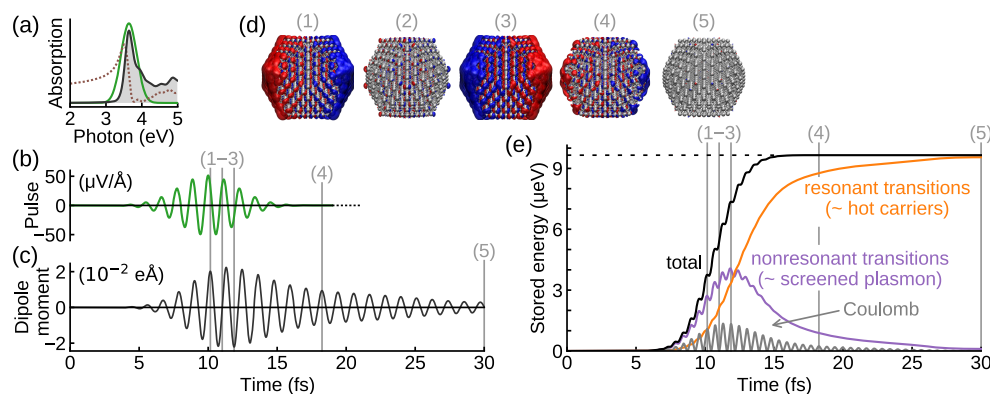 (a)
Absorption
2 3 4 5
Photon (eV)
(d)
(1) (2) (3) (4) (5)
(b)
(1−3)
(4)
(μV/Å)
Pulse
50
0
−50
(c)
(5)
(10⁻² eÅ)
Dipole
moment
2
0
−2
0 5 10 15 20 25 30
Time (fs)
(e)
(1−3)
(4)
(5)
Stored energy (μeV)
9
6
3
0
resonant transitions
(~ hot carriers)
total
nonresonant transitions
(~ screened plasmon)
Coulomb
0 5 10 15 20 25 30
Time (fs)